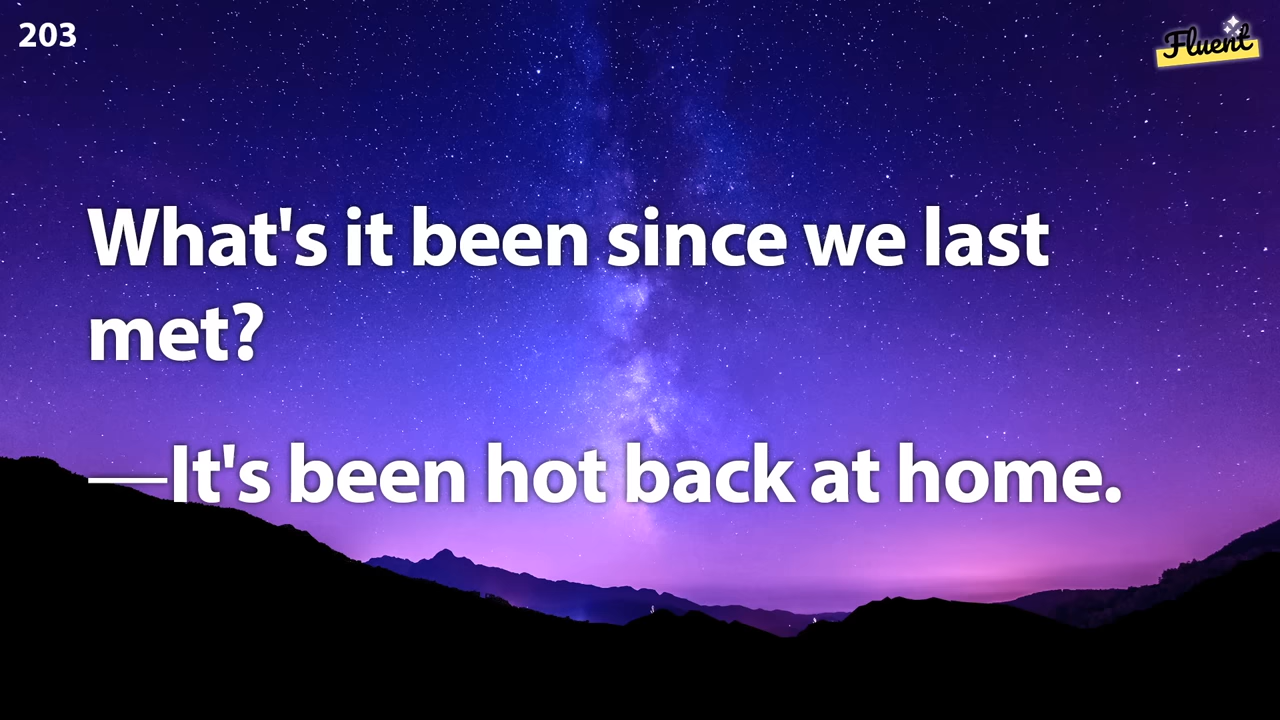 203
Fluent
What's it been since we last
met?
—It's been hot back at home.